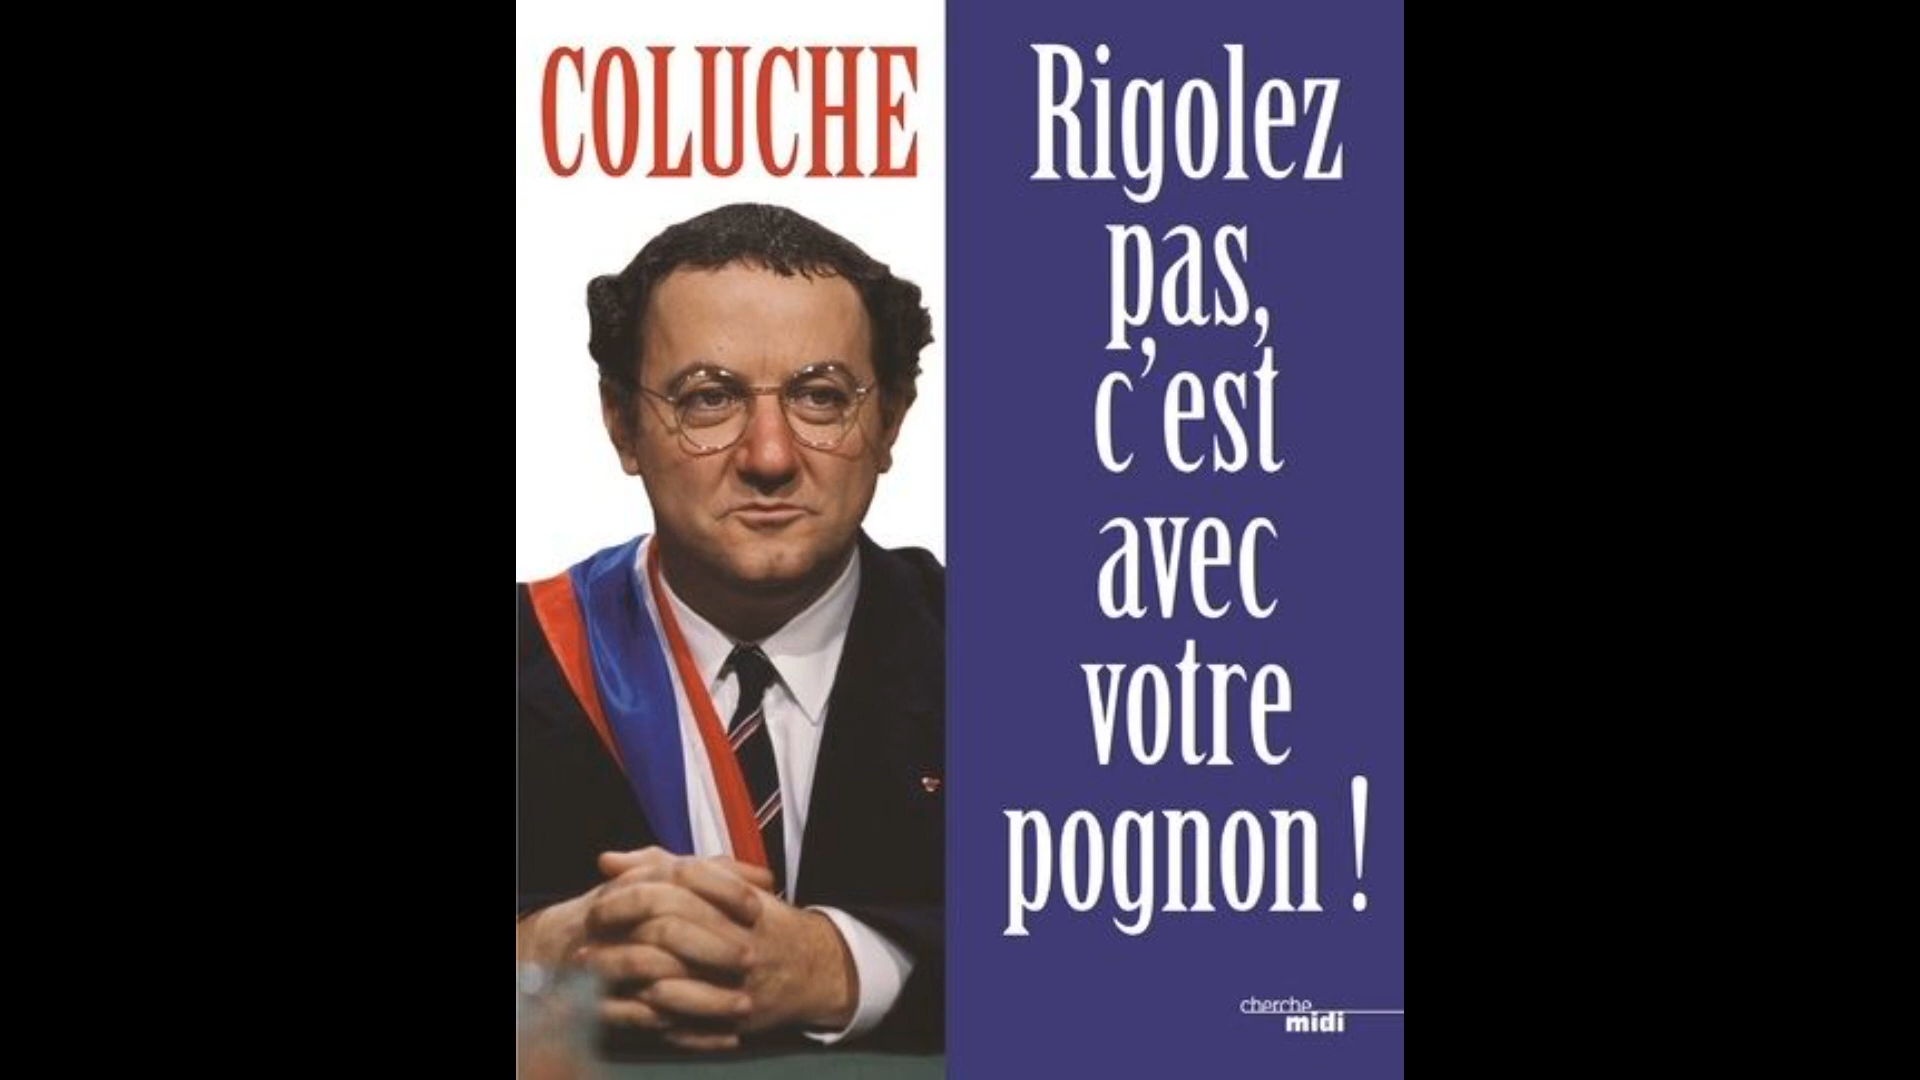 COLUCHE
Rigolez
pas,
c'est
avec
votre
pognon !
cherche
midi